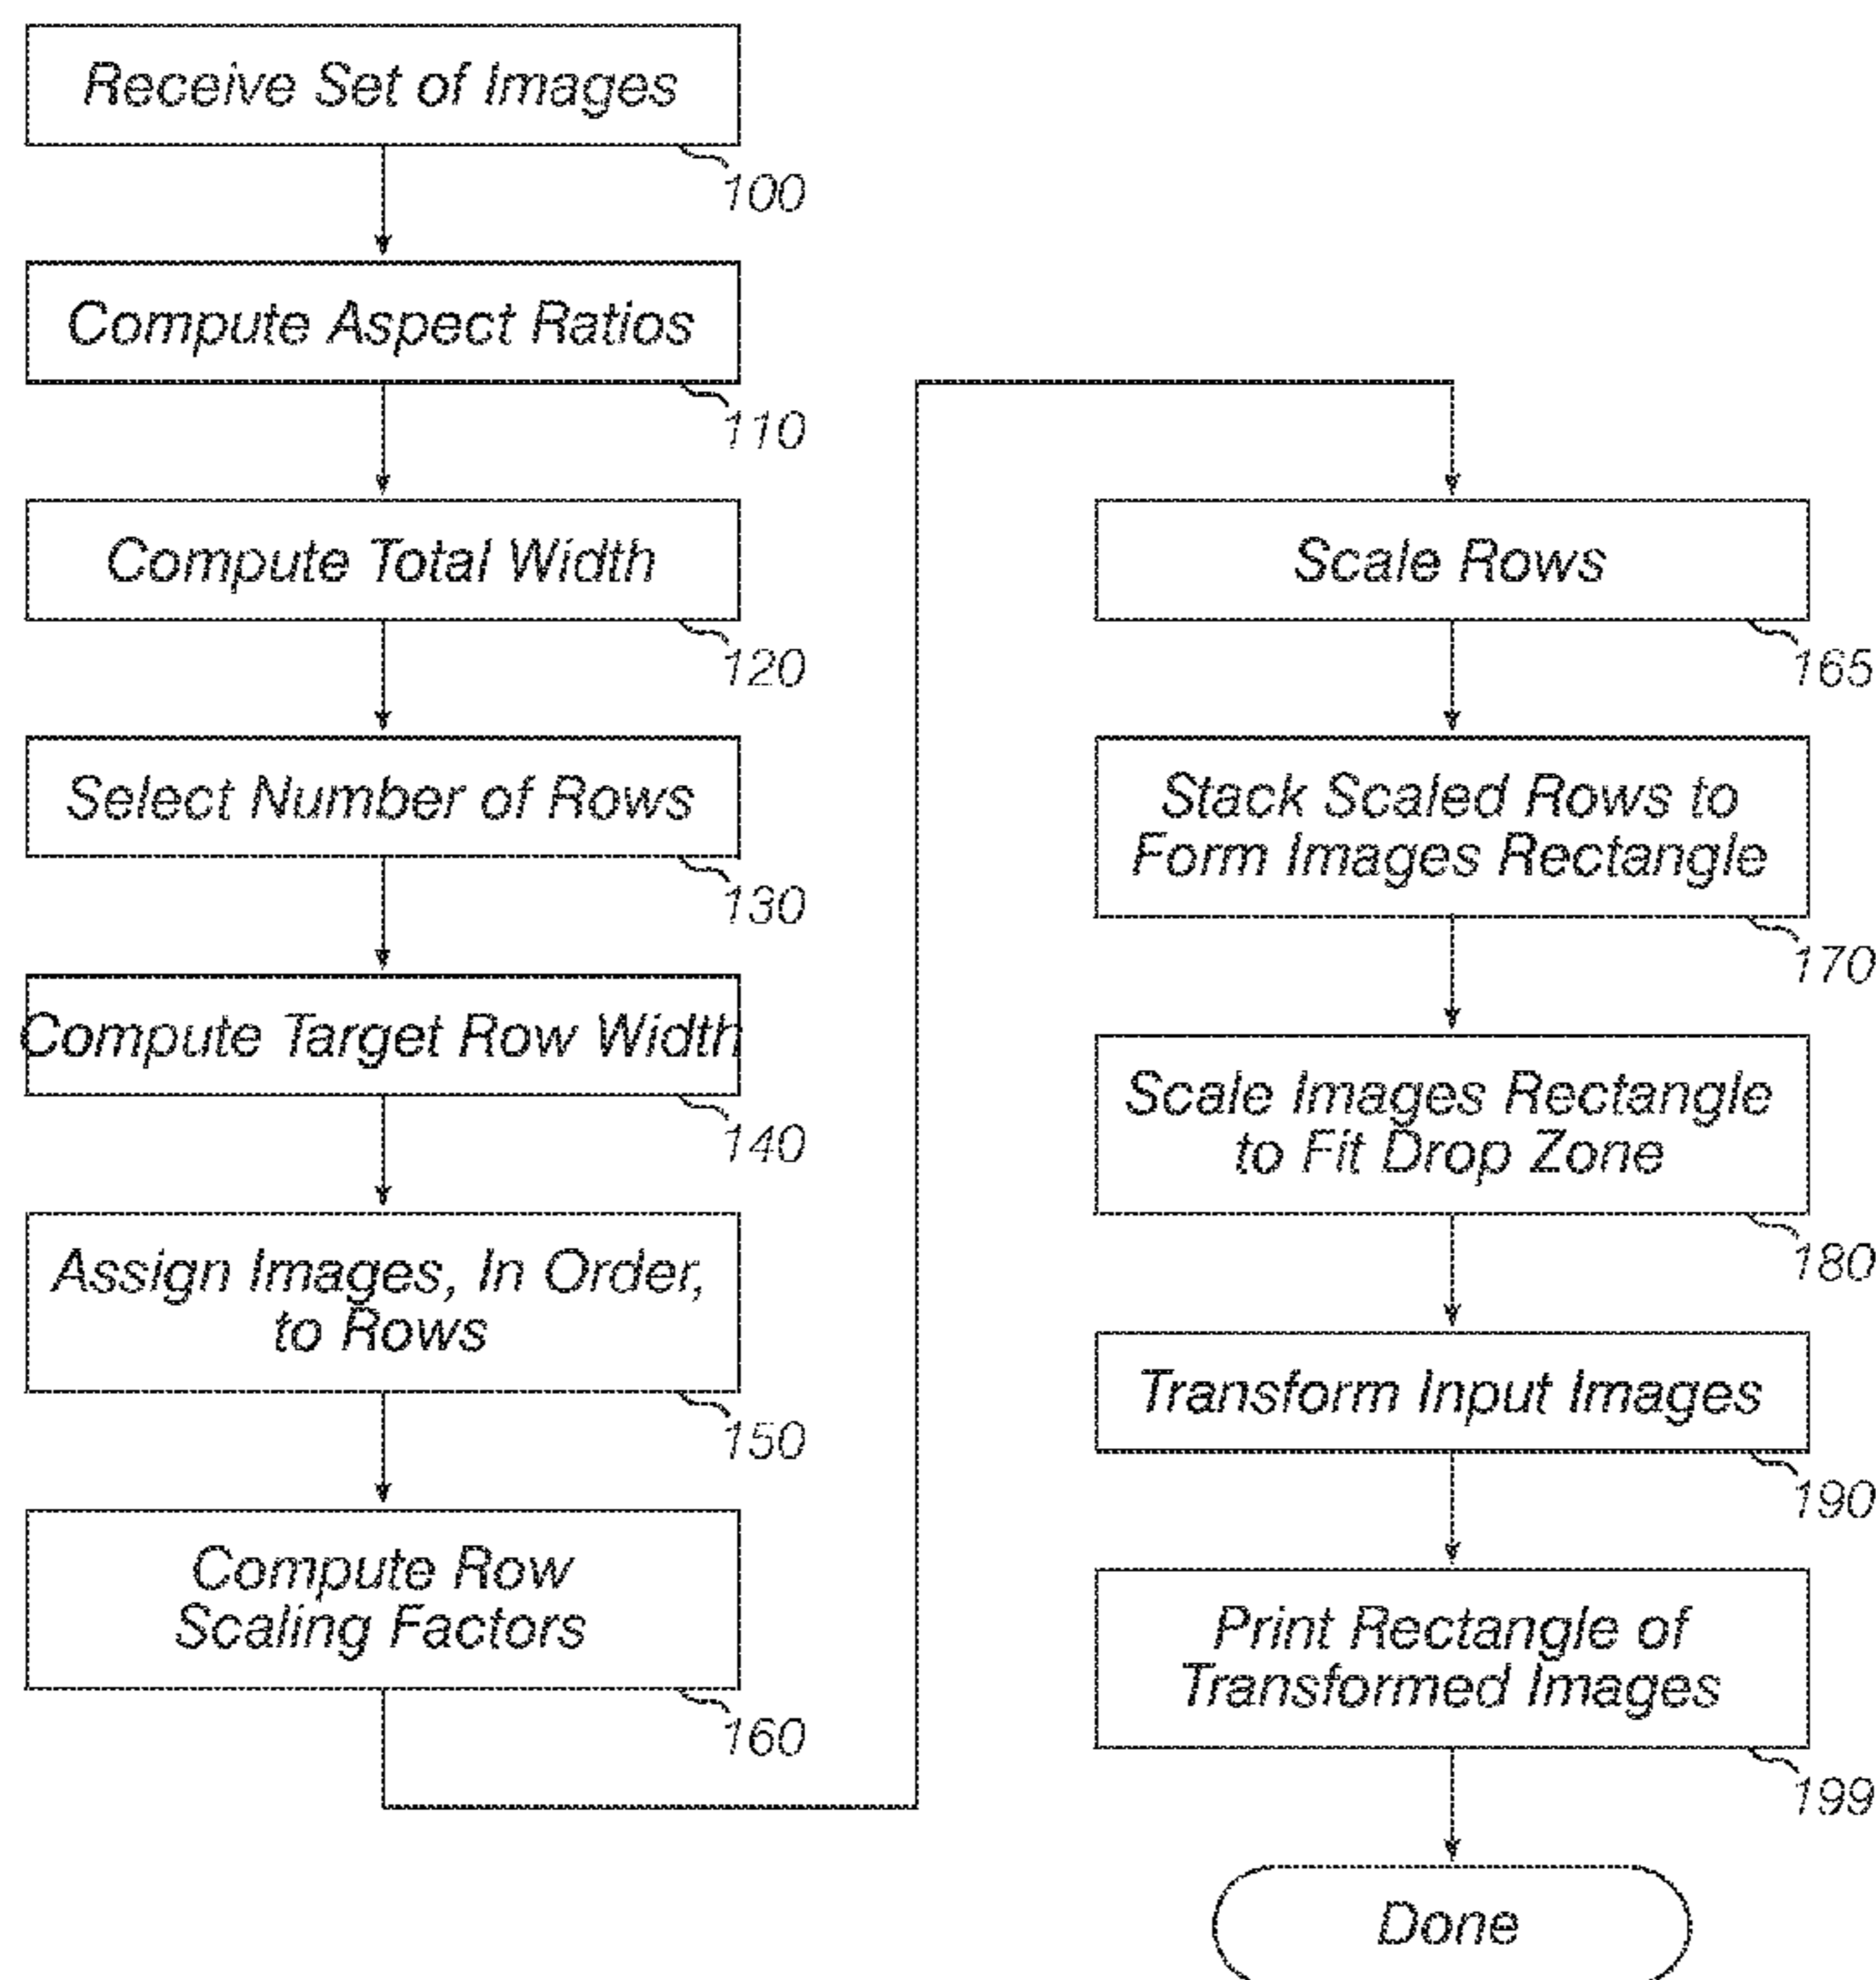 Receive Set of Images
100
Compute Aspect Ratios
110
Compute Total Width
120
Select Number of Rows
130
Compute Target Row Width
140
Assign Images, In Order,
to Rows
150
Compute Row
Scaling Factors
160
Scale Rows
165
Stack Scaled Rows to
Form Images Rectangle
170
Scale Images Rectangle
to Fit Drop Zone
180
Transform Input Images
190
Print Rectangle of
Transformed Images
199
Done